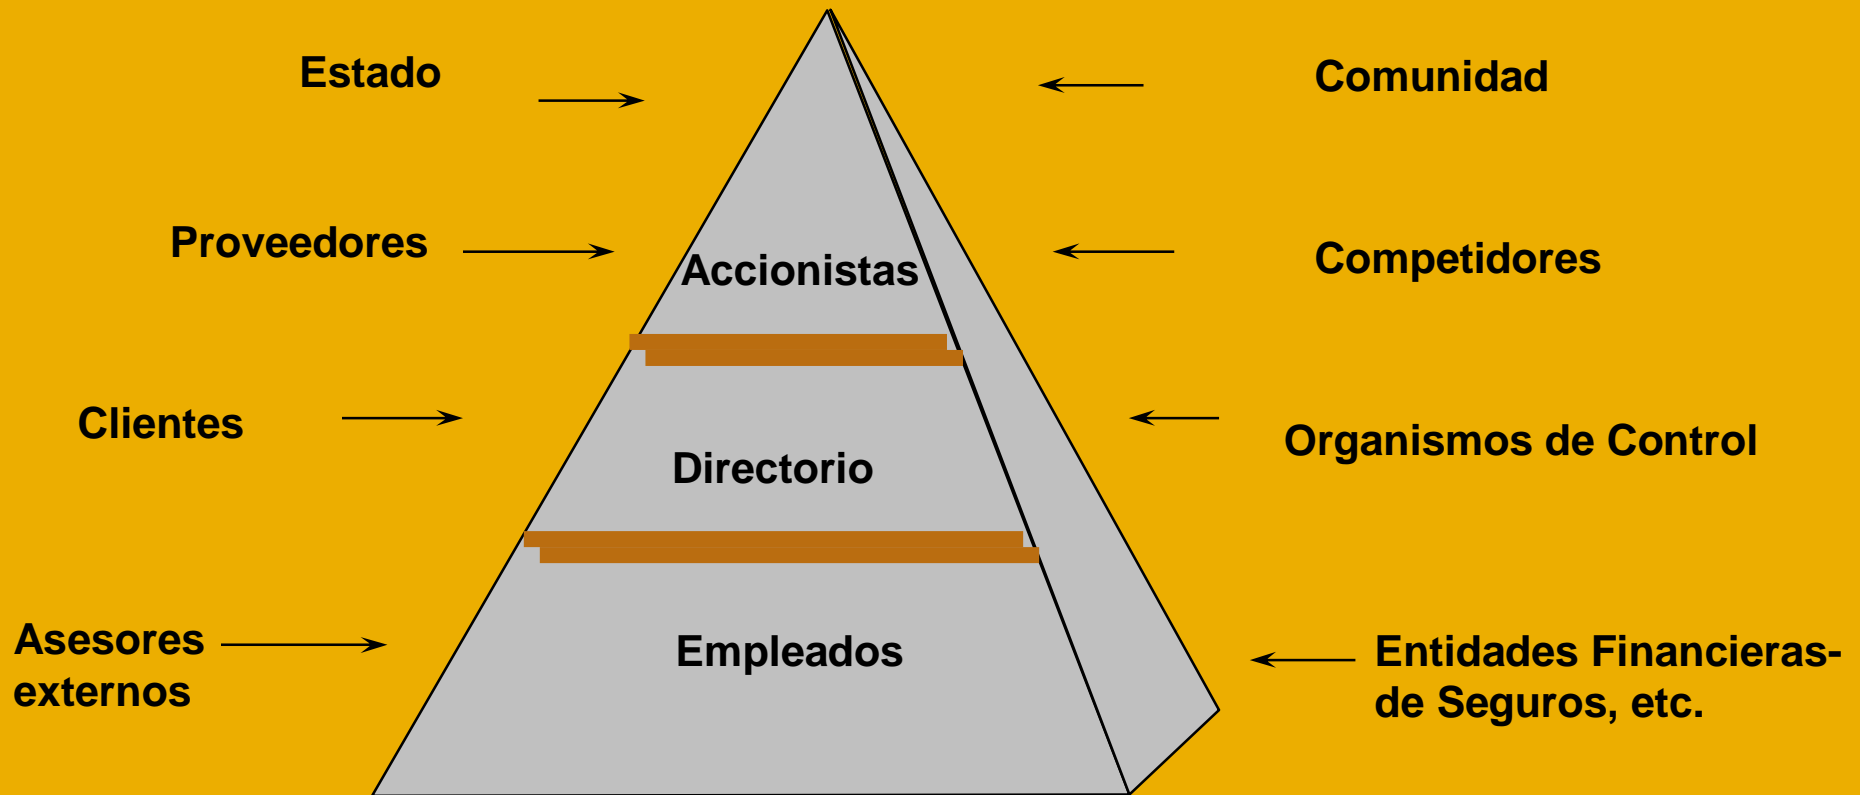 Estado
Comunidad
Proveedores
Competidores
Accionistas
Clientes
Organismos de Control
Directorio
Asesores
externos
Empleados
Entidades Financieras-
de Seguros, etc.